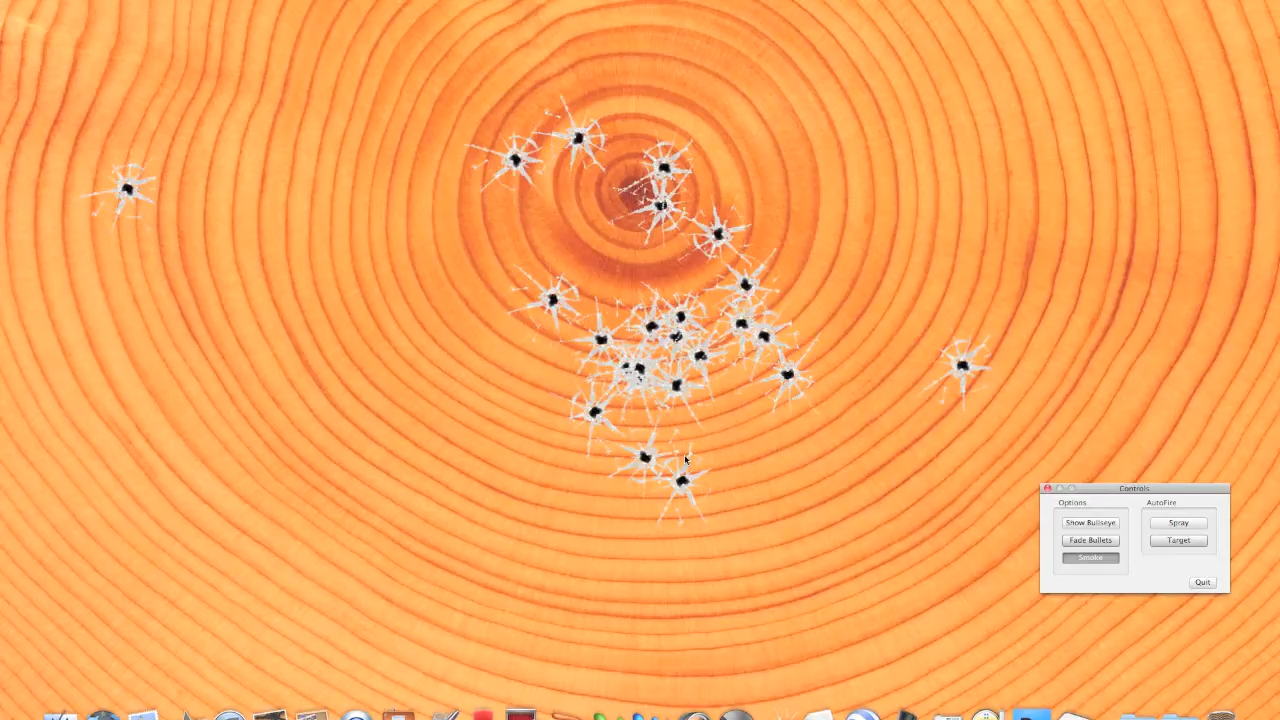 Controls
Options
AutoFire
Show Bullseye
Spray
Fade Bullets
Target
Smoke
Quit